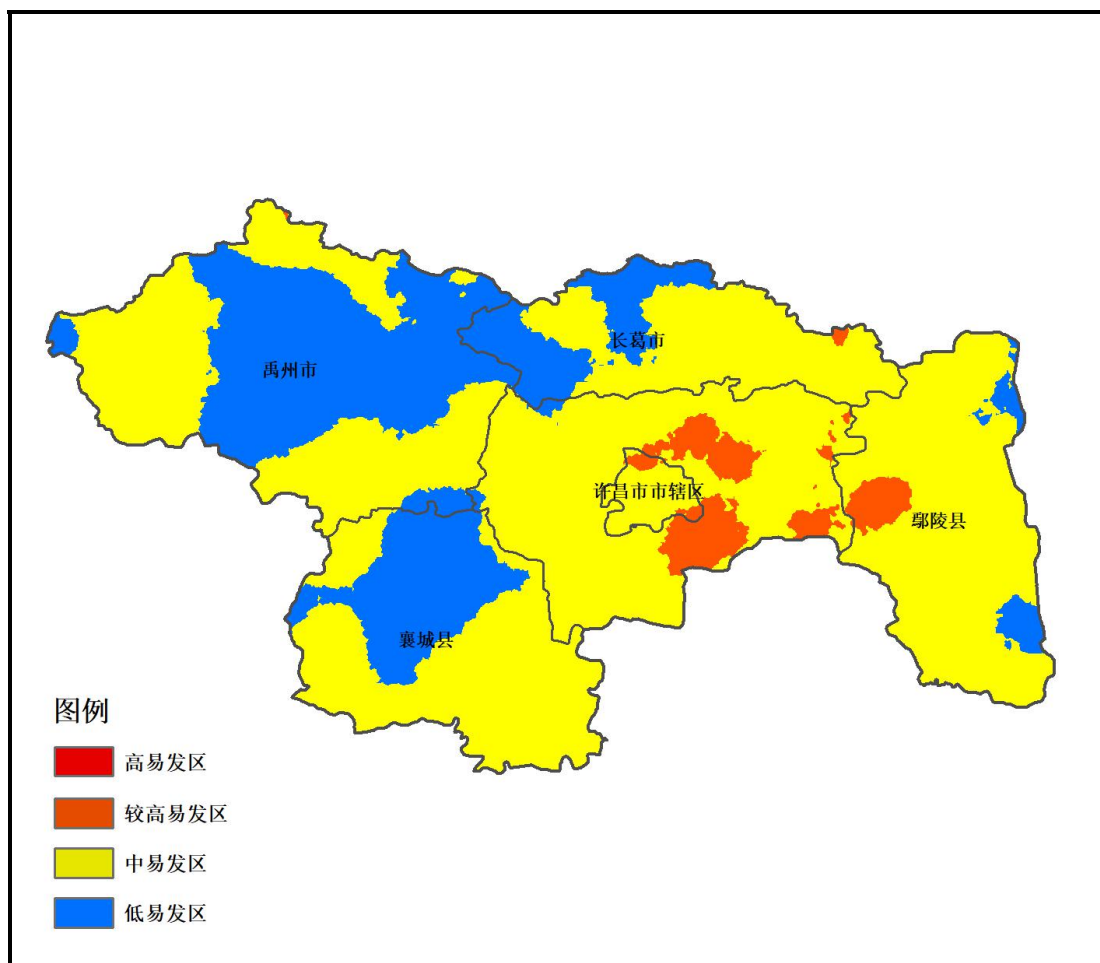 长葛市
禹州市
许昌市市辖区
鄢陵县
襄城县
图例
高易发区
较高易发区
中易发区
低易发区